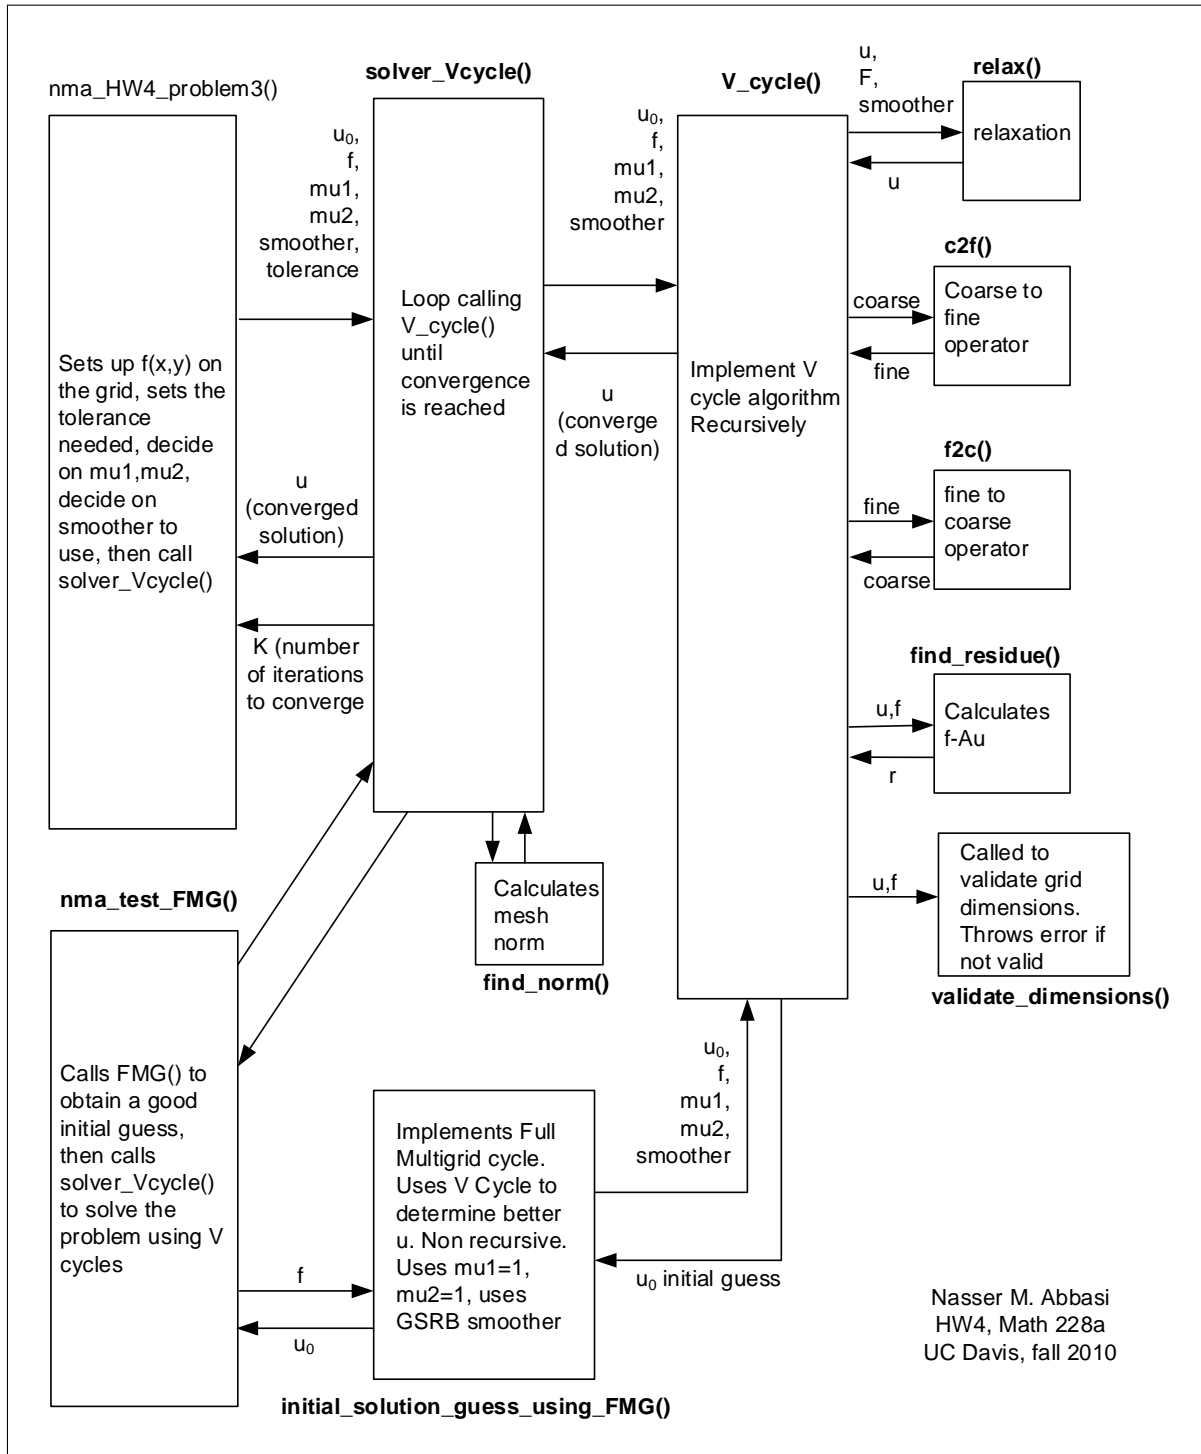 nma_HW4_problem3()
Sets up f(x,y) on
the grid, sets the
tolerance
needed, decide
on mu1,mu2,
decide on
smoother to
use, then call
solver_Vcycle()
u₀,
f,
mu1,
mu2,
smoother,
tolerance
u
(converged
solution)
K (number
of iterations
to converge
solver_Vcycle()
Loop calling
V_cycle()
until
convergence
is reached
u₀,
f,
mu1,
mu2,
smoother
u
(converge
d solution)
V_cycle()
Implement V
cycle algorithm
Recursively
u,
F,
smoother
u
relax()
relaxation
c2f()
coarse
fine
Coarse to
fine
operator
f2c()
fine
coarse
fine to
coarse
operator
find_residue()
u,f
r
Calculates
f-Au
u,f
Called to
validate grid
dimensions.
Throws error if
not valid
validate_dimensions()
Calculates
mesh
norm
find_norm()
nma_test_FMG()
Calls FMG() to
obtain a good
initial guess,
then calls
solver_Vcycle()
to solve the
problem using V
cycles
f
u₀
Implements Full
Multigrid cycle.
Uses V Cycle to
determine better
u. Non recursive.
Uses mu1=1,
mu2=1, uses
GSRB smoother
initial_solution_guess_using_FMG()
u₀,
f,
mu1,
mu2,
smoother
u₀ initial guess
Nasser M. Abbasi
HW4, Math 228a
UC Davis, fall 2010